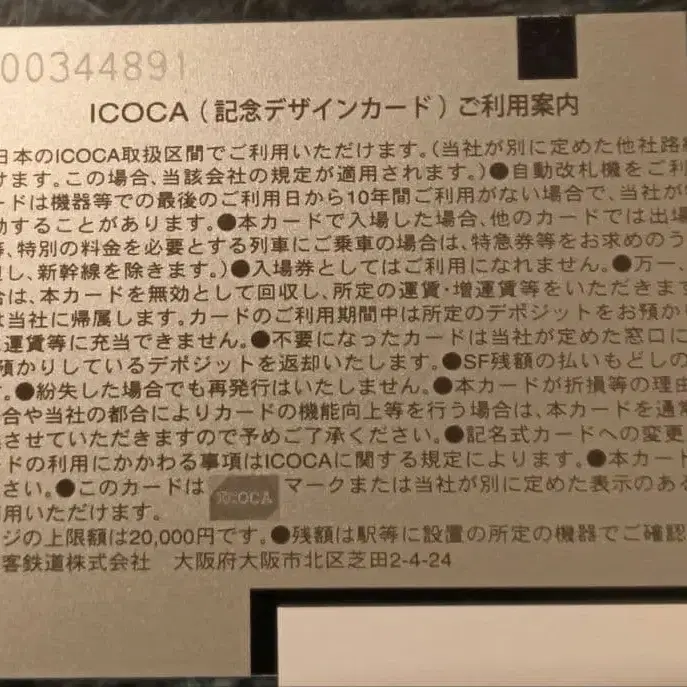 00344891
ICOCA(記念デザインカード)ご利用案内
日本のICOCA取扱区間でご利用いただけます。(当社が別に定めた他社路線
けます。この場合、当該会社の規定が適用されます。)●自動改札機をご利
ードは機器等での最後のご利用日から10年間ご利用がない場合で、当社が
効することがあります。●本カードで入場した場合、他のカードでは出場
等、特別の料金を必要とする列車にご乗車の場合は、特急券等をお求めのう
但し、新幹線を除きます。)●入場券としてはご利用になれません。●万一、
合は、本カードを無効として回収し、所定の運賃・増運賃等をいただきます
は当社に帰属します。カードのご利用期間中は所定のデポジットをお預か
運賃等に充当できません。●不要になったカードは当社が定めた窓口に
預かりしているデポジットを返却いたします。●SF残額の払いもどしの
。●紛失した場合でも再発行はいたしません。●本カードが折損等の理由
合や当社の都合によりカードの機能向上等を行う場合は、本カードを通常
させていただきますので予めご了承ください。●記名式カードへの変更
ードの利用にかかわる事項はICOCAに関する規定によります。●本カード
さい。●このカードは ICOCA マークまたは当社が別に定めた表示のある
用いただけます。
ージの上限額は20,000円です。●残額は駅等に設置の所定の機器でご確認
客鉄道株式会社 大阪府大阪市北区芝田2-4-24